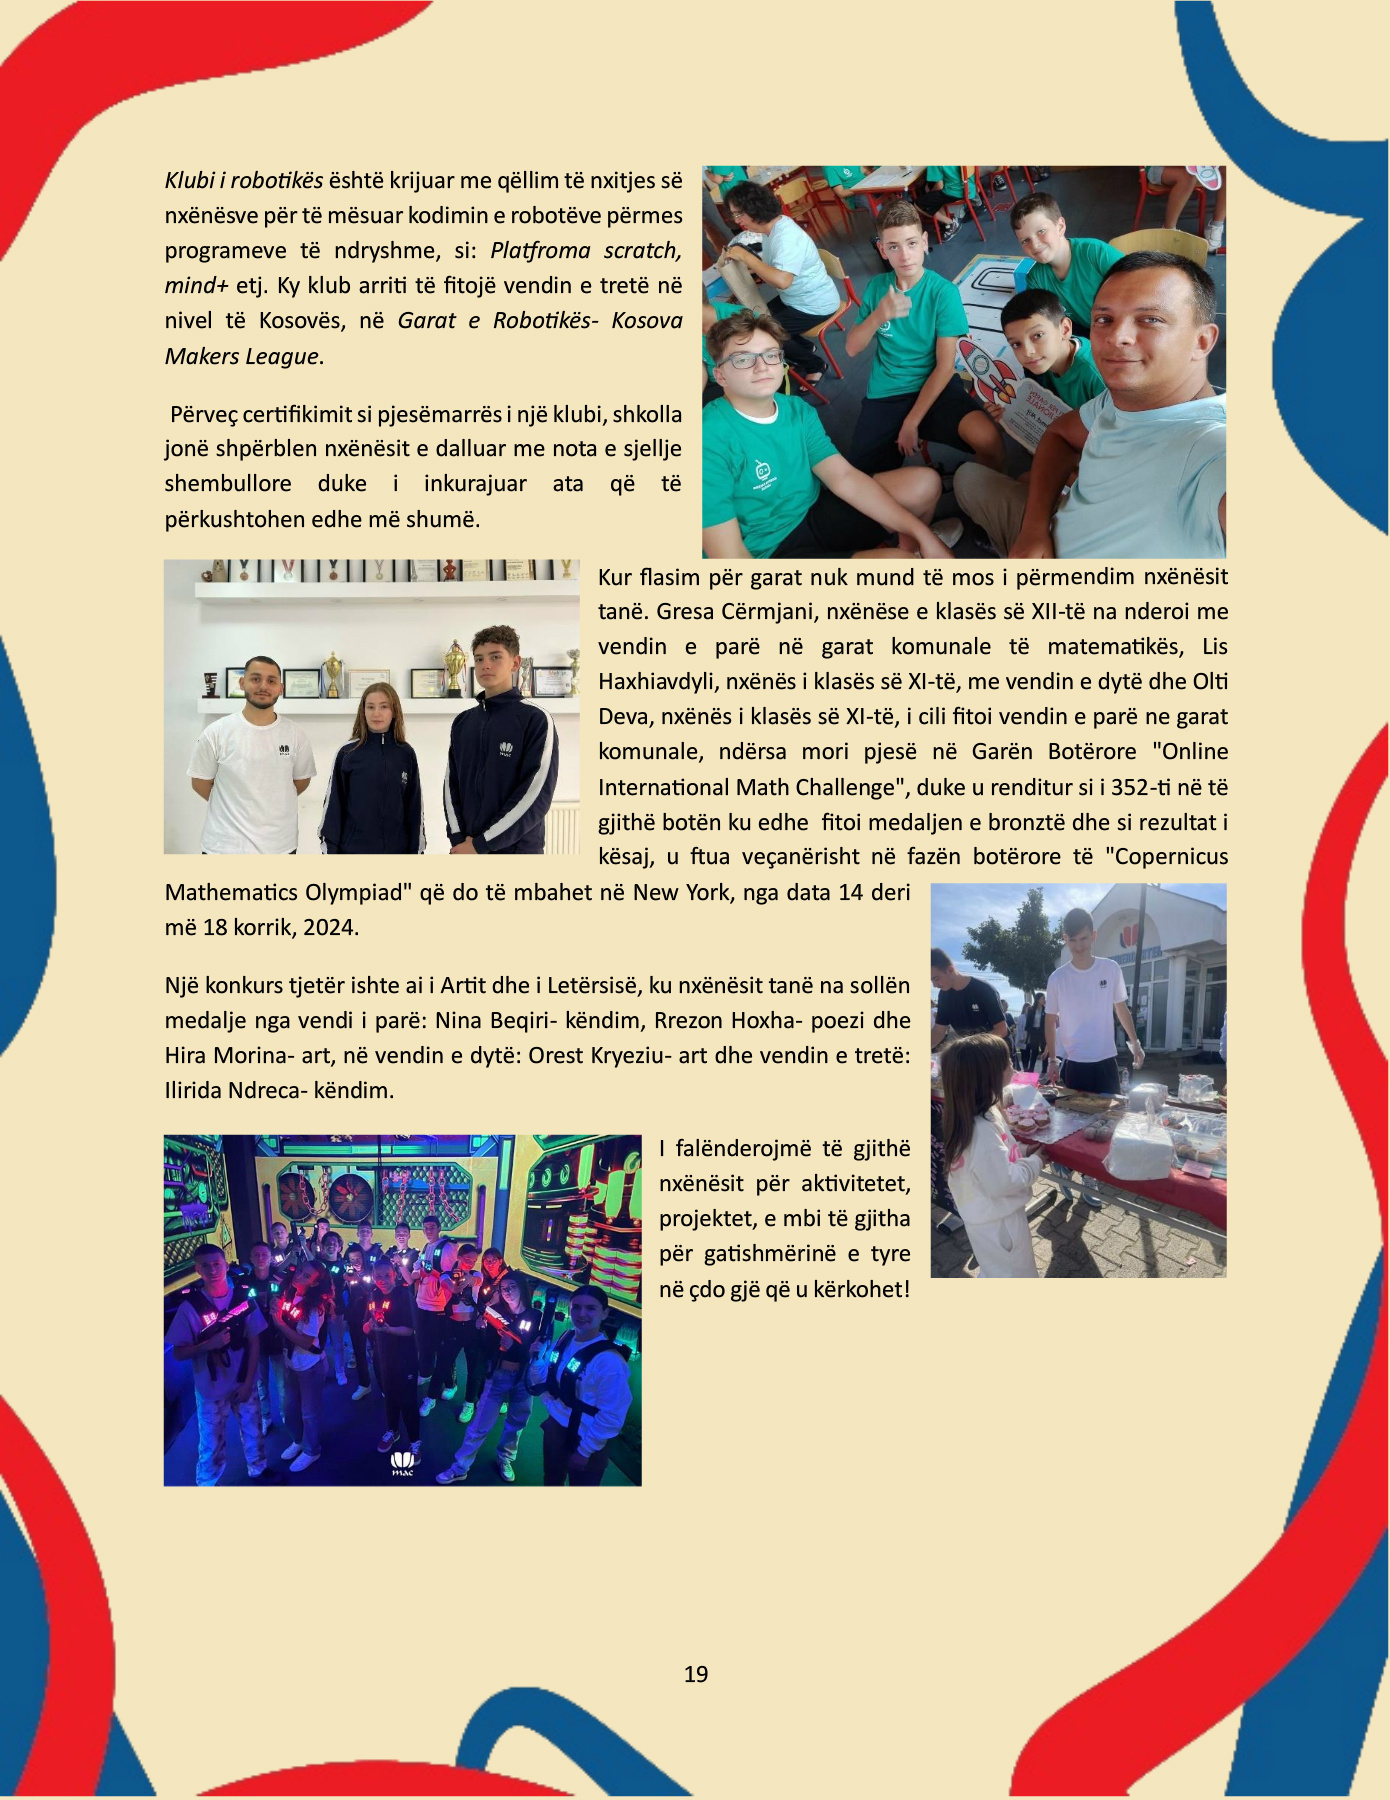 Klubi i robotikës është krijuar me qëllim të nxitjes së
nxënësve për të mësuar kodimin e robotëve përmes
programeve të ndryshme, si: Platfroma scratch,
mind+ etj. Ky klub arriti të fitojë vendin e tretë në
nivel të Kosovës, në Garat e Robotikës- Kosova
Makers League.
Përveç certifikimit si pjesëmarrës i një klubi, shkolla
jonë shpërblen nxënësit e dalluar me nota e sjellje
shembullore duke i inkurajuar ata që të
përkushtohen edhe më shumë.
Kur flasim për garat nuk mund të mos i përmendim nxënësit
tanë. Gresa Cërmjani, nxënëse e klasës së XII-të na nderoi me
vendin e parë në garat komunale të matematikës, Lis
Haxhiavdyli, nxënës i klasës së XI-të, me vendin e dytë dhe Olti
Deva, nxënës i klasës së XI-të, i cili fitoi vendin e parë ne garat
komunale, ndërsa mori pjesë në Garën Botërore "Online
International Math Challenge", duke u renditur si i 352-ti në të
gjithë botën ku edhe fitoi medaljen e bronztë dhe si rezultat i
kësaj, u ftua veçanërisht në fazën botërore të "Copernicus
Mathematics Olympiad" që do të mbahet në New York, nga data 14 deri
më 18 korrik, 2024.
Një konkurs tjetër ishte ai i Artit dhe i Letërsisë, ku nxënësit tanë na sollën
medalje nga vendi i parë: Nina Beqiri- këndim, Rrezon Hoxha- poezi dhe
Hira Morina- art, në vendin e dytë: Orest Kryeziu- art dhe vendin e tretë:
Ilirida Ndreca- këndim.
I falënderojmë të gjithë
nxënësit për aktivitetet,
projektet, e mbi të gjitha
për gatishmërinë e tyre
në çdo gjë që u kërkohet!
mac
19